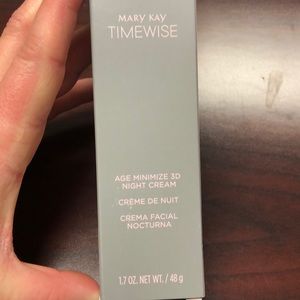 MARY KAY
TIMEWISE
AGE MINIMIZE 3D
NIGHT CREAM
CRÈME DE NUIT
CREMA FACIAL
NOCTURNA
1.7 OZ. NET WT. / 48 g